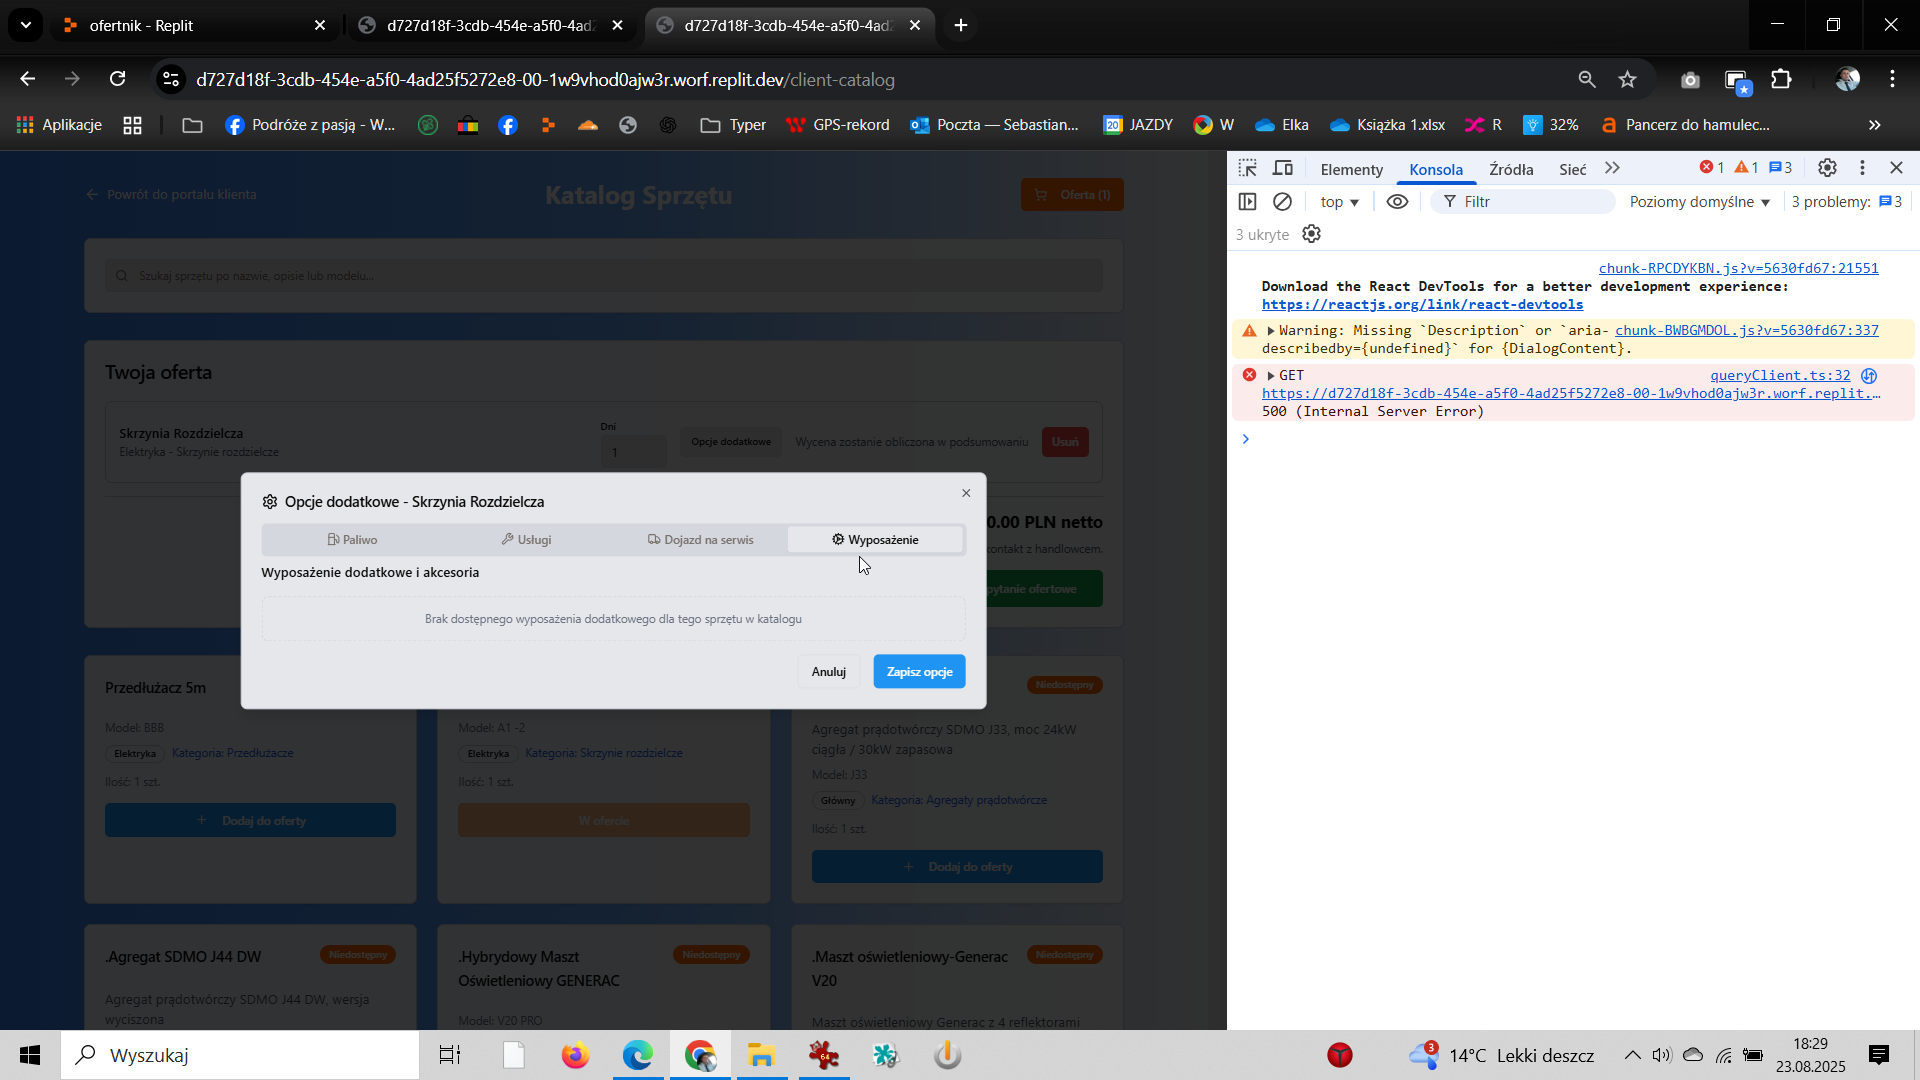 ofertnik - Replit
d727d18f-3cdb-454e-a5f0-4ad
d727d18f-3cdb-454e-a5f0-4ad
d727d18f-3cdb-454e-a5f0-4ad25f5272e8-00-1w9vhod0ajw3r.worf.replit.dev/client-catalog
Aplikacje
Podróże z pasją - W...
Typer
GPS-rekord
Poczta — Sebastian...
20
JAZDY
W
Elka
Książka 1.xlsx
R
32%
Pancerz do hamulec...
Powrót do portalu klienta
Katalog Sprzętu
Oferta (1)
Szukaj sprzętu po nazwie, opisie lub modelu...
Twoja oferta
Skrzynia Rozdzielcza
Elektryka - Skrzynie rozdzielcze
Dni
1
Opcje dodatkowe
Wycena zostanie obliczona w podsumowaniu
Usuń
0.00 PLN netto
ontakt z handlowcem.
pytanie ofertowe
Opcje dodatkowe - Skrzynia Rozdzielcza
Paliwo
Usługi
Dojazd na serwis
Wyposażenie
Wyposażenie dodatkowe i akcesoria
Brak dostępnego wyposażenia dodatkowego dla tego sprzętu w katalogu
Anuluj
Zapisz opcje
Przedłużacz 5m
Model: BBB
Elektryka
Kategoria: Przedłużacze
Ilość: 1 szt.
Dodaj do oferty
Model: A1 -2
Elektryka
Kategoria: Skrzynie rozdzielcze
Ilość: 1 szt.
W ofercie
Niedostępny
Agregat prądotwórczy SDMO J33, moc 24kW
ciągła / 30kW zapasowa
Model: J33
Główny
Kategoria: Agregaty prądotwórcze
Ilość: 1 szt.
Dodaj do oferty
.Agregat SDMO J44 DW
Niedostępny
Agregat prądotwórczy SDMO J44 DW, wersja
wyciszona
.Hybrydowy Maszt
Oświetleniowy GENERAC
Niedostępny
Model: V20 PRO
.Maszt oświetleniowy-Generac
V20
Niedostępny
Maszt oświetleniowy Generac z 4 reflektorami
Elementy
Konsola
Źródła
Sieć
1
1
3
top
Filtr
Poziomy domyślne
3 problemy:
3
3 ukryte
chunk-RPCDYKBN.js?v=5630fd67:21551
Download the React DevTools for a better development experience:
https://reactjs.org/link/react-devtools
Warning: Missing `Description` or `aria-
chunk-BWBGMDOL.js?v=5630fd67:337
describedby={undefined}` for {DialogContent}.
GET
queryClient.ts:32
https://d727d18f-3cdb-454e-a5f0-4ad25f5272e8-00-1w9vhod0ajw3r.worf.replit.…
500 (Internal Server Error)
Wyszukaj
64
3
14°C Lekki deszcz
18:29
23.08.2025